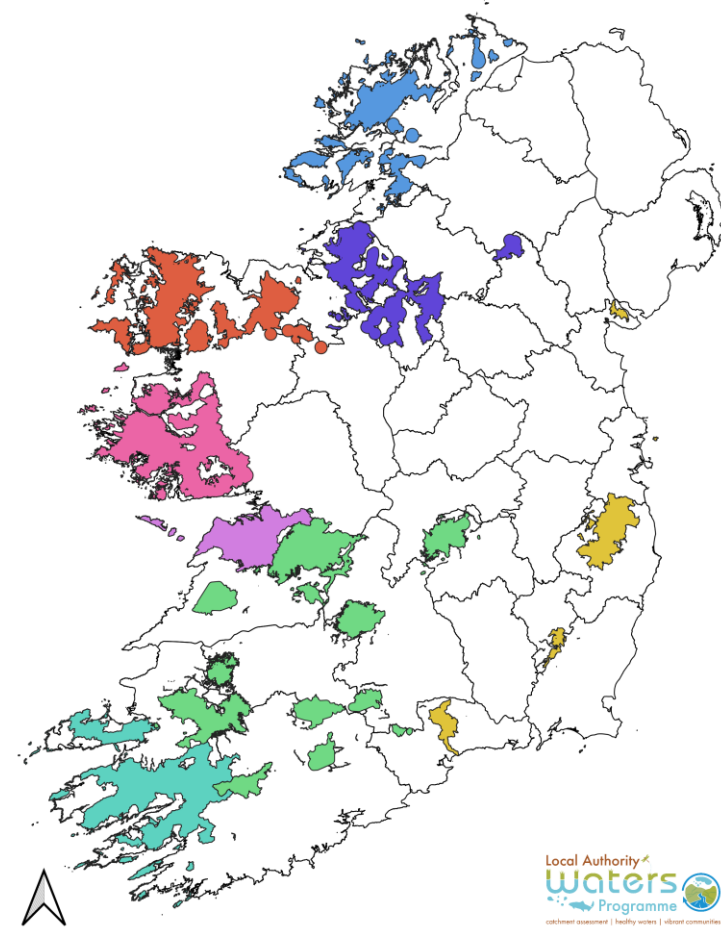 Local Authority
Waters
Programme
catchment assessment | healthy waters | vibrant communities